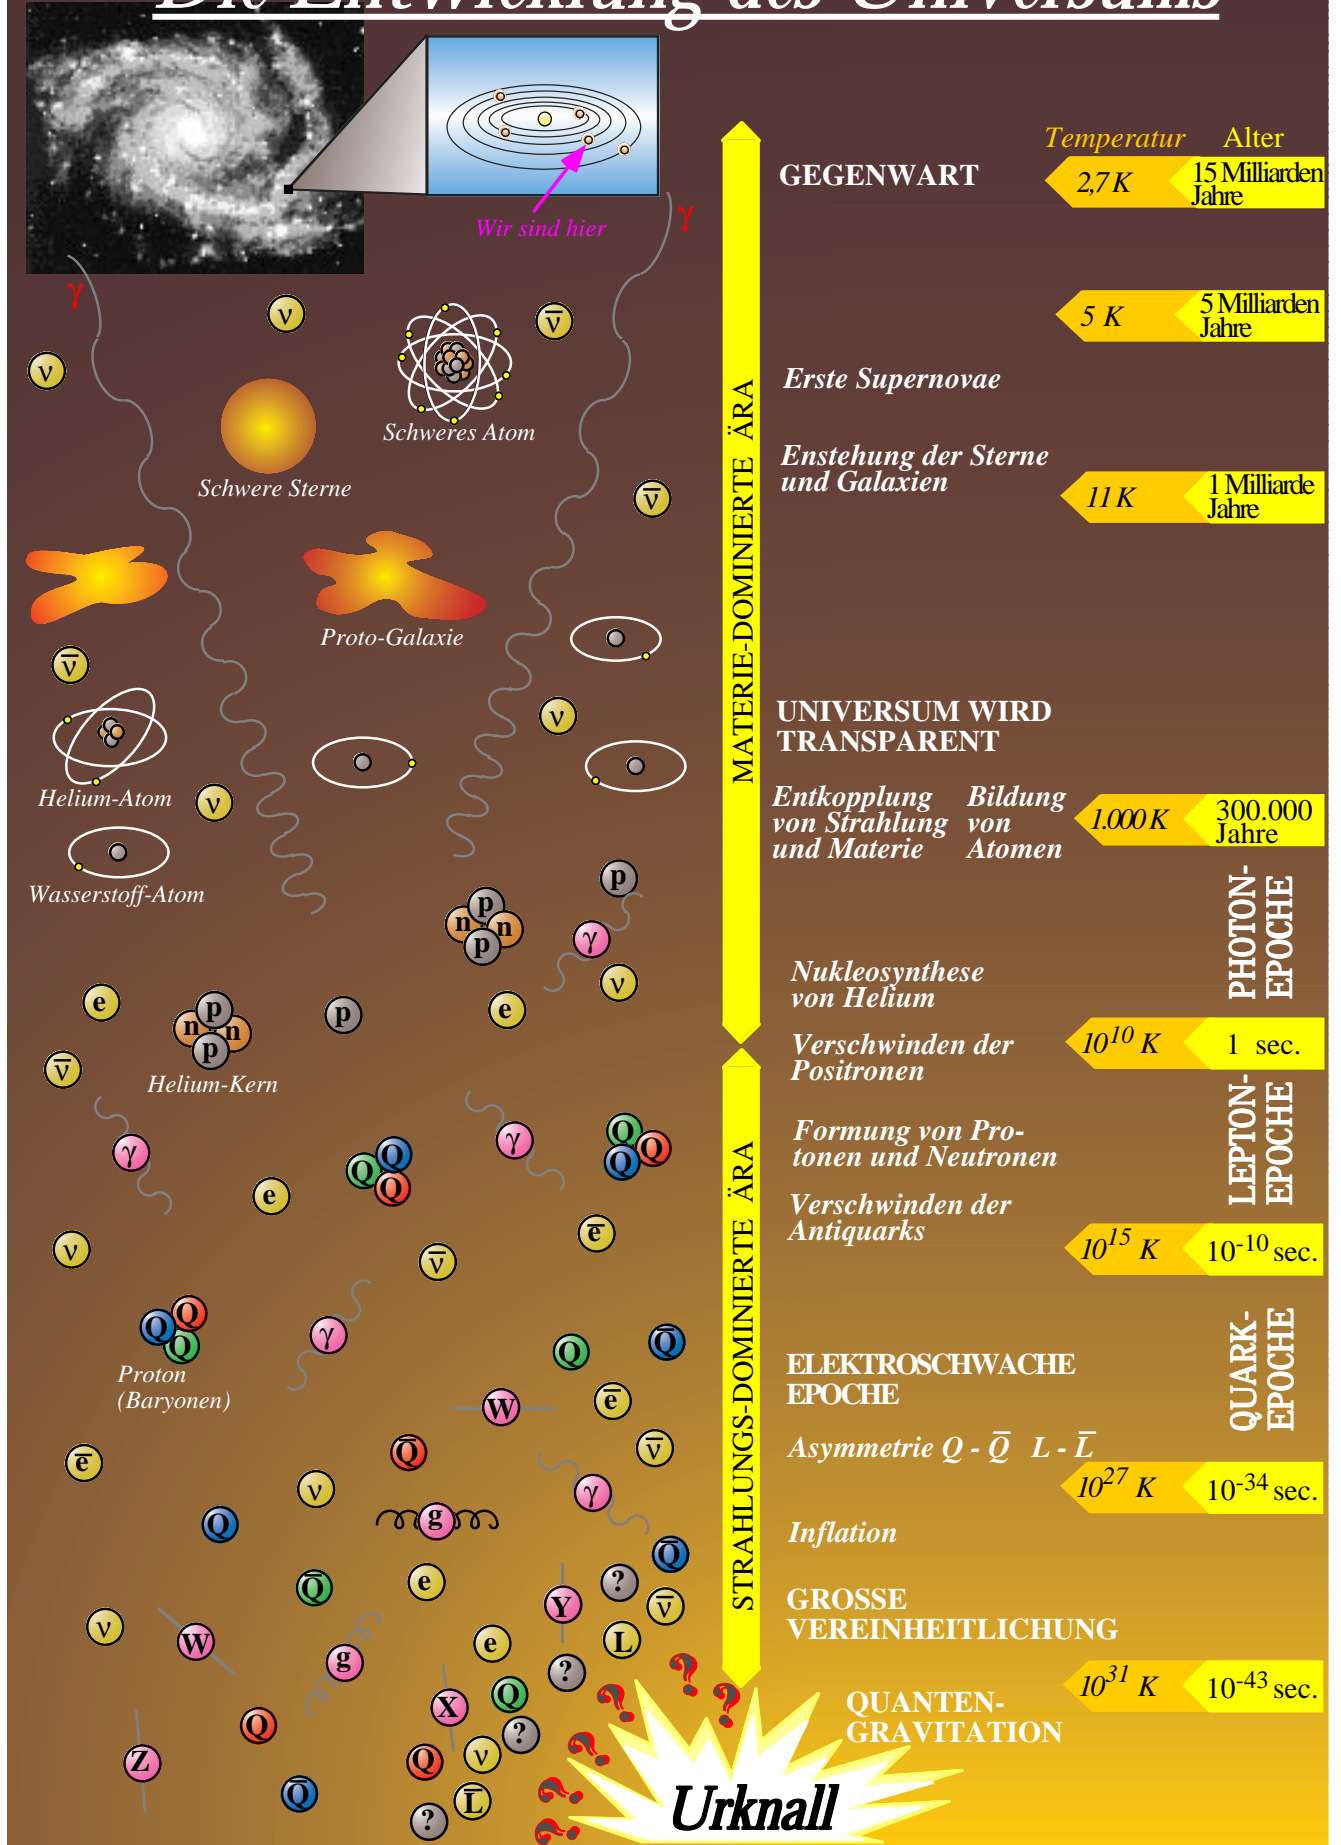 Die Entwicklung des Universums
Temperatur Alter
GEGENWART
2,7 K
15 Milliarden
Jahre
Wir sind hier
γ
γ
ν
ν̅
ν
5 K
5 Milliarden
Jahre
Erste Supernovae
Schweres Atom
Schwere Sterne
Enstehung der Sterne
und Galaxien
11 K
1 Milliarde
Jahre
ν̅
Proto-Galaxie
ν̅
ν
UNIVERSUM WIRD
TRANSPARENT
Helium-Atom
ν
Entkopplung
von Strahlung
und Materie
Bildung
von
Atomen
1.000 K
300.000
Jahre
Wasserstoff-Atom
MATERIE-DOMINIERTE ÄRA
PHOTON-
EPOCHE
p
p
n
n
p
γ
ν
Nukleosynthese
von Helium
e
p
n
n
p
p
e
Helium-Kern
ν̅
Verschwinden der
Positronen
10¹⁰ K
1 sec.
LEPTON-
EPOCHE
γ
Q
Q
Q
γ
Q
Q
Q
Formung von Pro-
tonen und Neutronen
e
Verschwinden der
Antiquarks
ν
ν̅
e̅
10¹⁵ K
10⁻¹⁰ sec.
STRAHLUNGS-DOMINIERTE ÄRA
QUARK-
EPOCHE
Q
Q
Q
γ
Q
Q̅
Proton
(Baryonen)
ELEKTROSCHWACHE
EPOCHE
W
e̅
Asymmetrie Q - Q̅ L - L̅
e̅
Q̅
ν̅
ν
γ
10²⁷ K
10⁻³⁴ sec.
Q
g
Inflation
Q̅
Q̅
e
?
Y
ν̅
GROSSE
VEREINHEITLICHUNG
ν
W
g
e
L
?
?
?
?
10³¹ K
10⁻⁴³ sec.
X
Q
?
QUANTEN-
GRAVITATION
Z
Q
Q
ν
?
?
Q̅
L̅
?
?
?
Urknall